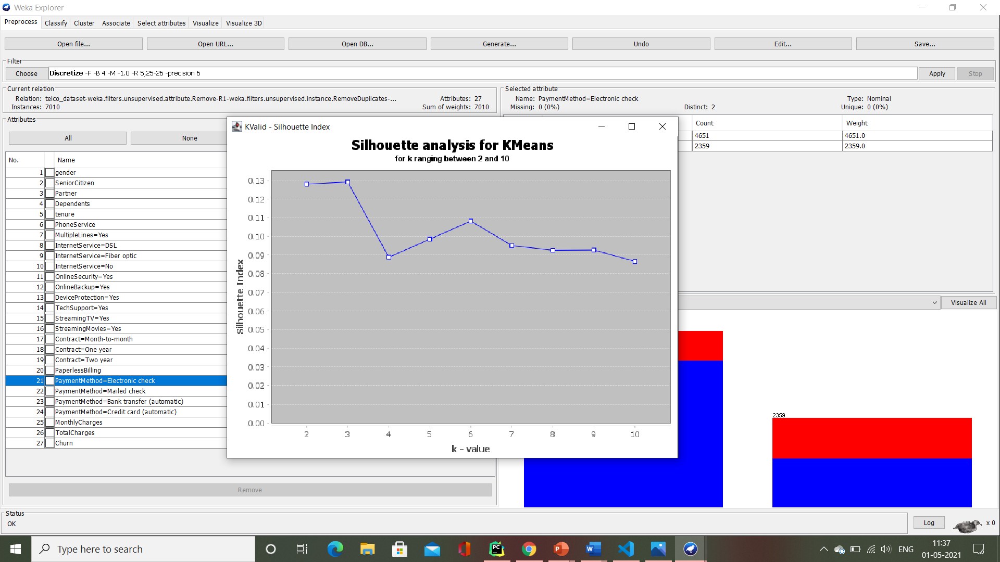 Weka Explorer
Preprocess Classify Cluster Associate Select attributes Visualize Visualize 3D
Open file... Open URL... Open DB... Generate... Undo Edit... Save...
Filter
Choose Discretize -F -B 4 -M -1.0 -R 5,25-26 -precision 6 Apply Stop
Current relation
Relation: telco_dataset-weka.filters.unsupervised.attribute.Remove-R1-weka.filters.unsupervised.instance.RemoveDuplicates-... Attributes: 27
Instances: 7010 Sum of weights: 7010
Selected attribute
Name: PaymentMethod=Electronic check Type: Nominal
Missing: 0 (0%) Distinct: 2 Unique: 0 (0%)
Count Weight
4651 4651.0
2359 2359.0
Attributes
All None
No. Name
1 gender
2 SeniorCitizen
3 Partner
4 Dependents
5 tenure
6 PhoneService
7 MultipleLines=Yes
8 InternetService=DSL
9 InternetService=Fiber optic
10 InternetService=No
11 OnlineSecurity=Yes
12 OnlineBackup=Yes
13 DeviceProtection=Yes
14 TechSupport=Yes
15 StreamingTV=Yes
16 StreamingMovies=Yes
17 Contract=Month-to-month
18 Contract=One year
19 Contract=Two year
20 PaperlessBilling
21 PaymentMethod=Electronic check
22 PaymentMethod=Mailed check
23 PaymentMethod=Bank transfer (automatic)
24 PaymentMethod=Credit card (automatic)
25 MonthlyCharges
26 TotalCharges
27 Churn
Remove
KValid - Silhouette Index
Silhouette analysis for KMeans
for k ranging between 2 and 10
Silhouette Index
0.13
0.12
0.11
0.10
0.09
0.08
0.07
0.06
0.05
0.04
0.03
0.02
0.01
0.00
2 3 4 5 6 7 8 9 10
k - value
Visualize All
2359
Status
OK
Log x 0
Type here to search
ENG
11:37
01-05-2021